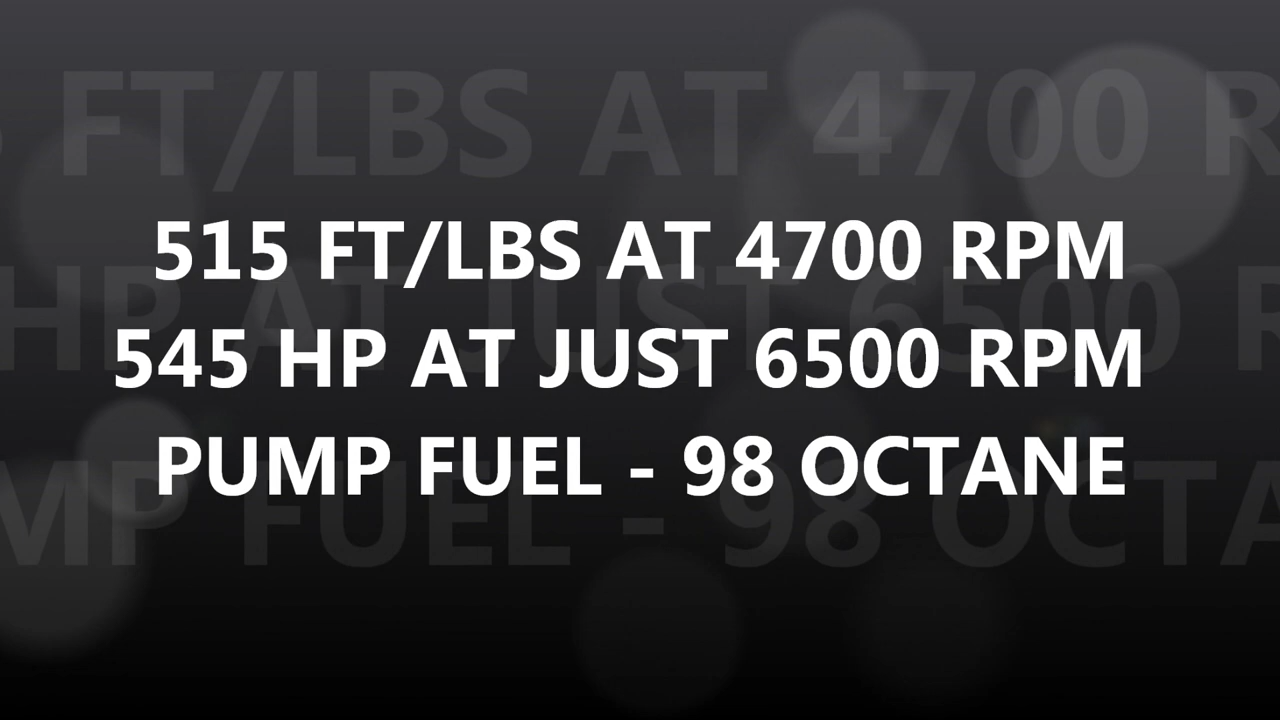 515 FT/LBS AT 4700 RPM
545 HP AT JUST 6500 RPM
PUMP FUEL - 98 OCTANE